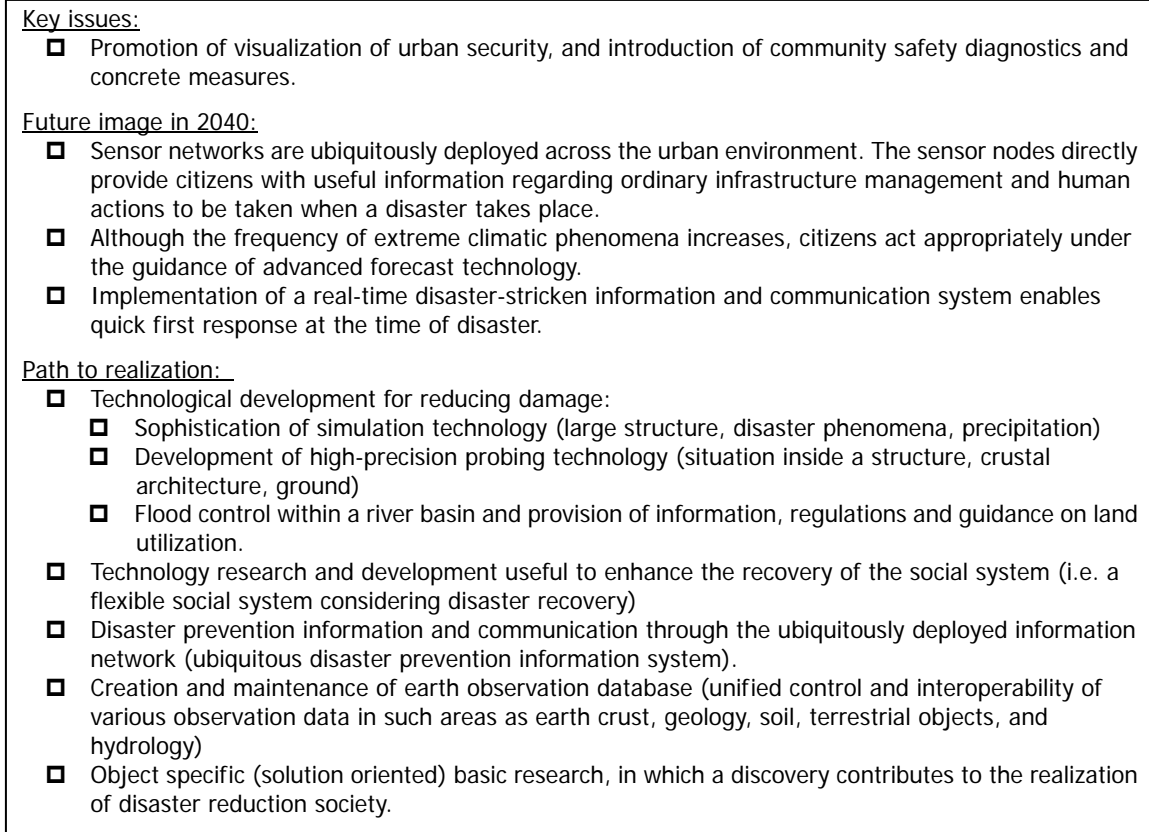 Key issues:
Promotion of visualization of urban security, and introduction of community safety diagnostics and
concrete measures.
Future image in 2040:
Sensor networks are ubiquitously deployed across the urban environment. The sensor nodes directly
provide citizens with useful information regarding ordinary infrastructure management and human
actions to be taken when a disaster takes place.
Although the frequency of extreme climatic phenomena increases, citizens act appropriately under
the guidance of advanced forecast technology.
Implementation of a real-time disaster-stricken information and communication system enables
quick first response at the time of disaster.
Path to realization:
Technological development for reducing damage:
Sophistication of simulation technology (large structure, disaster phenomena, precipitation)
Development of high-precision probing technology (situation inside a structure, crustal
architecture, ground)
Flood control within a river basin and provision of information, regulations and guidance on land
utilization.
Technology research and development useful to enhance the recovery of the social system (i.e. a
flexible social system considering disaster recovery)
Disaster prevention information and communication through the ubiquitously deployed information
network (ubiquitous disaster prevention information system).
Creation and maintenance of earth observation database (unified control and interoperability of
various observation data in such areas as earth crust, geology, soil, terrestrial objects, and
hydrology)
Object specific (solution oriented) basic research, in which a discovery contributes to the realization
of disaster reduction society.